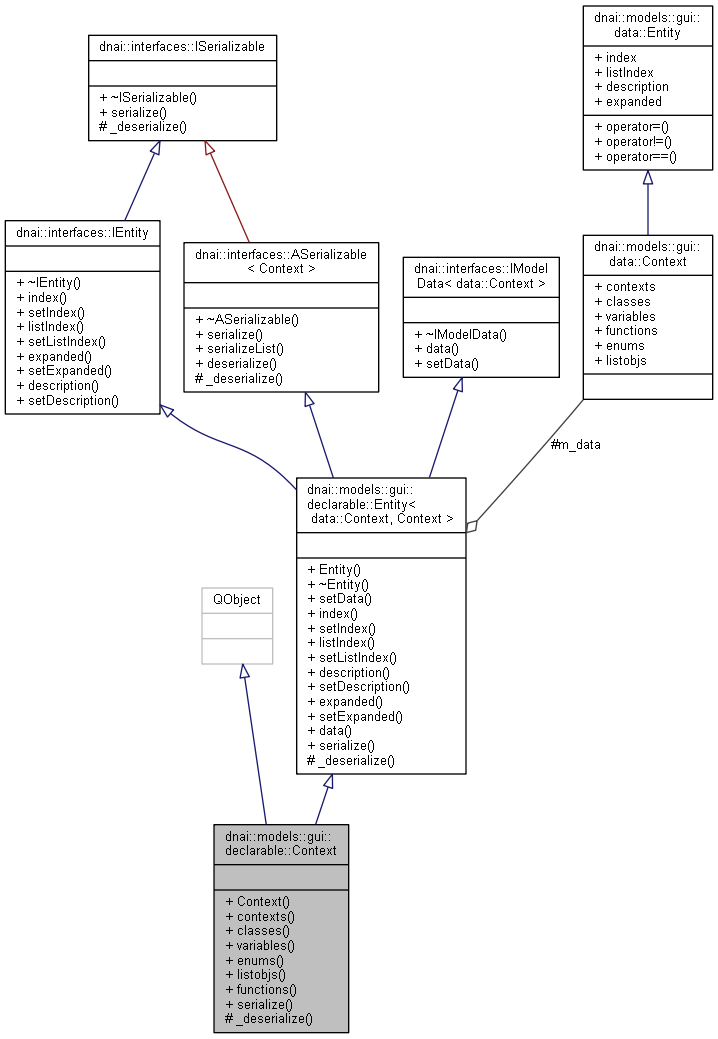 dnai::interfaces::ISerializable
+ ~ISerializable()
+ serialize()
# _deserialize()
dnai::models::gui::
data::Entity
+ index
+ listIndex
+ description
+ expanded
+ operator=()
+ operator!=()
+ operator==()
dnai::interfaces::IEntity
+ ~IEntity()
+ index()
+ setIndex()
+ listIndex()
+ setListIndex()
+ expanded()
+ setExpanded()
+ description()
+ setDescription()
dnai::interfaces::ASerializable
< Context >
+ ~ASerializable()
+ serialize()
+ serializeList()
+ deserialize()
# _deserialize()
dnai::interfaces::IModel
Data< data::Context >
+ ~IModelData()
+ data()
+ setData()
dnai::models::gui::
data::Context
+ contexts
+ classes
+ variables
+ functions
+ enums
+ listobjs
#m_data
dnai::models::gui::
declarable::Entity<
data::Context, Context >
+ Entity()
+ ~Entity()
+ setData()
+ index()
+ setIndex()
+ listIndex()
+ setListIndex()
+ description()
+ setDescription()
+ expanded()
+ setExpanded()
+ data()
+ serialize()
# _deserialize()
QObject
dnai::models::gui::
declarable::Context
+ Context()
+ contexts()
+ classes()
+ variables()
+ enums()
+ listobjs()
+ functions()
+ serialize()
# _deserialize()